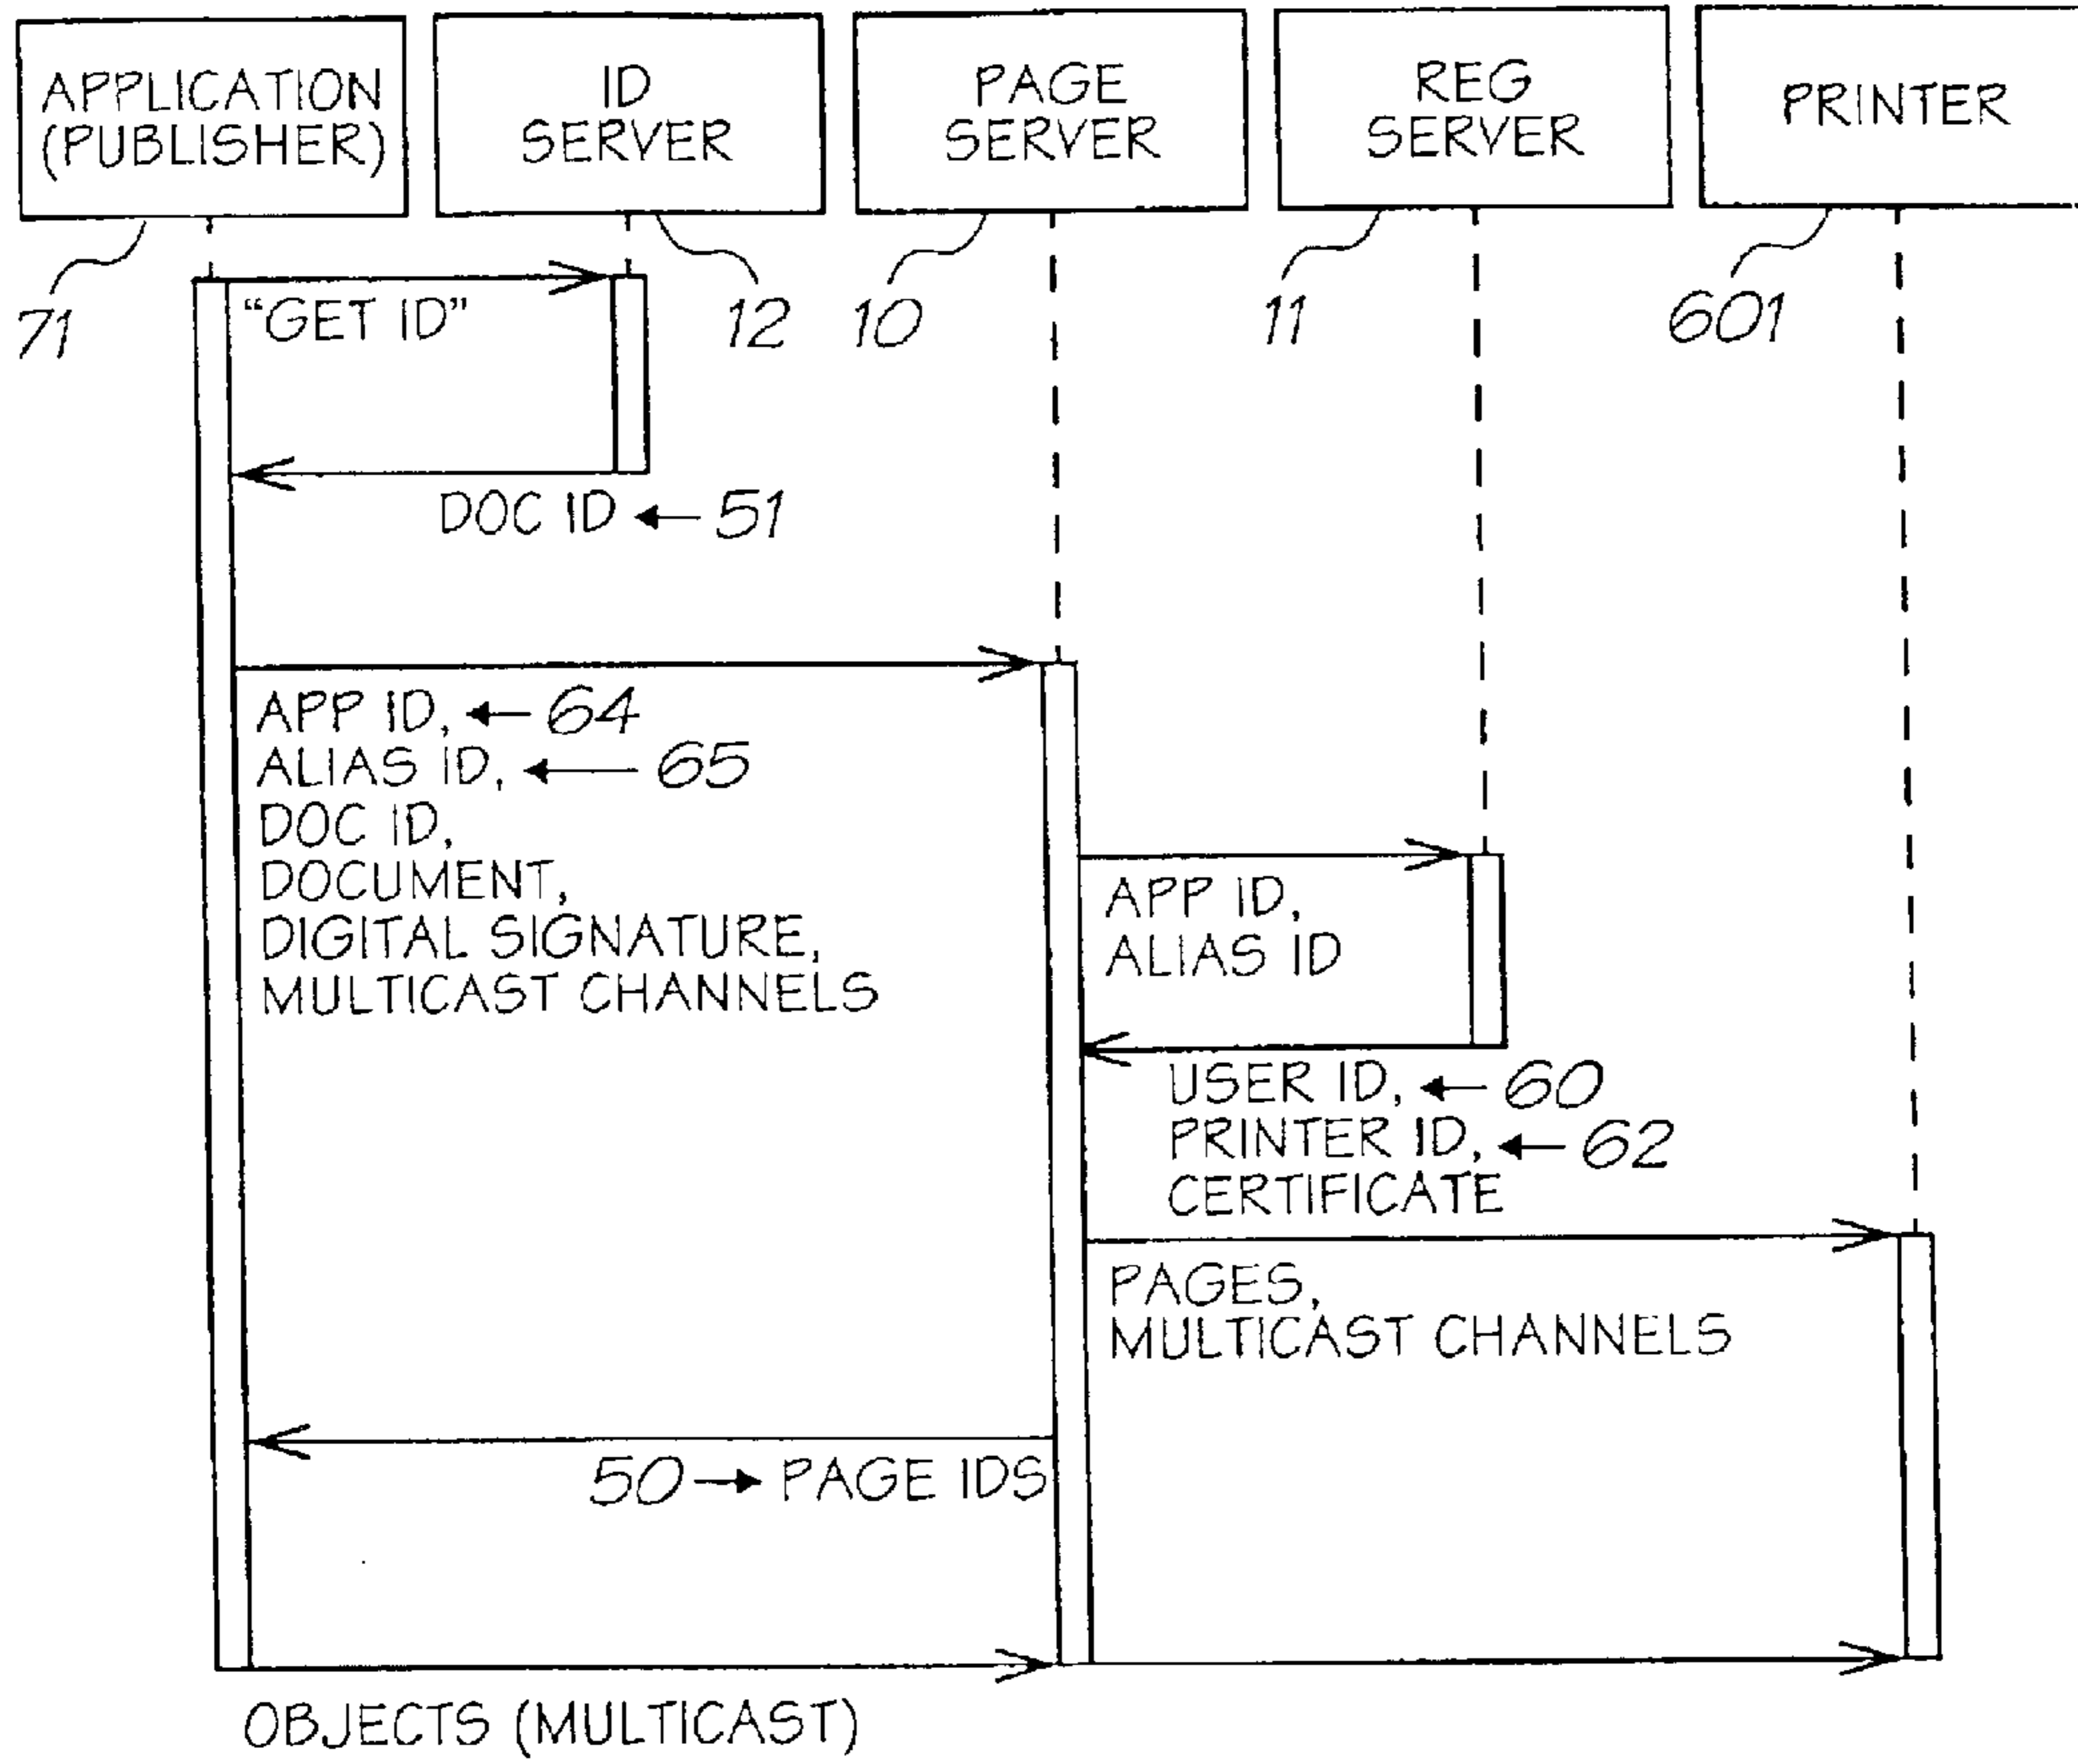 APPLICATION
(PUBLISHER)
ID
SERVER
PAGE
SERVER
REG
SERVER
PRINTER
71
12
10
11
601
“GET ID”
DOC ID 51
APP ID, 64
ALIAS ID, 65
DOC ID,
DOCUMENT,
DIGITAL SIGNATURE,
MULTICAST CHANNELS
APP ID,
ALIAS ID
USER ID, 60
PRINTER ID, 62
CERTIFICATE
PAGES,
MULTICAST CHANNELS
50 PAGE IDS
OBJECTS (MULTICAST)